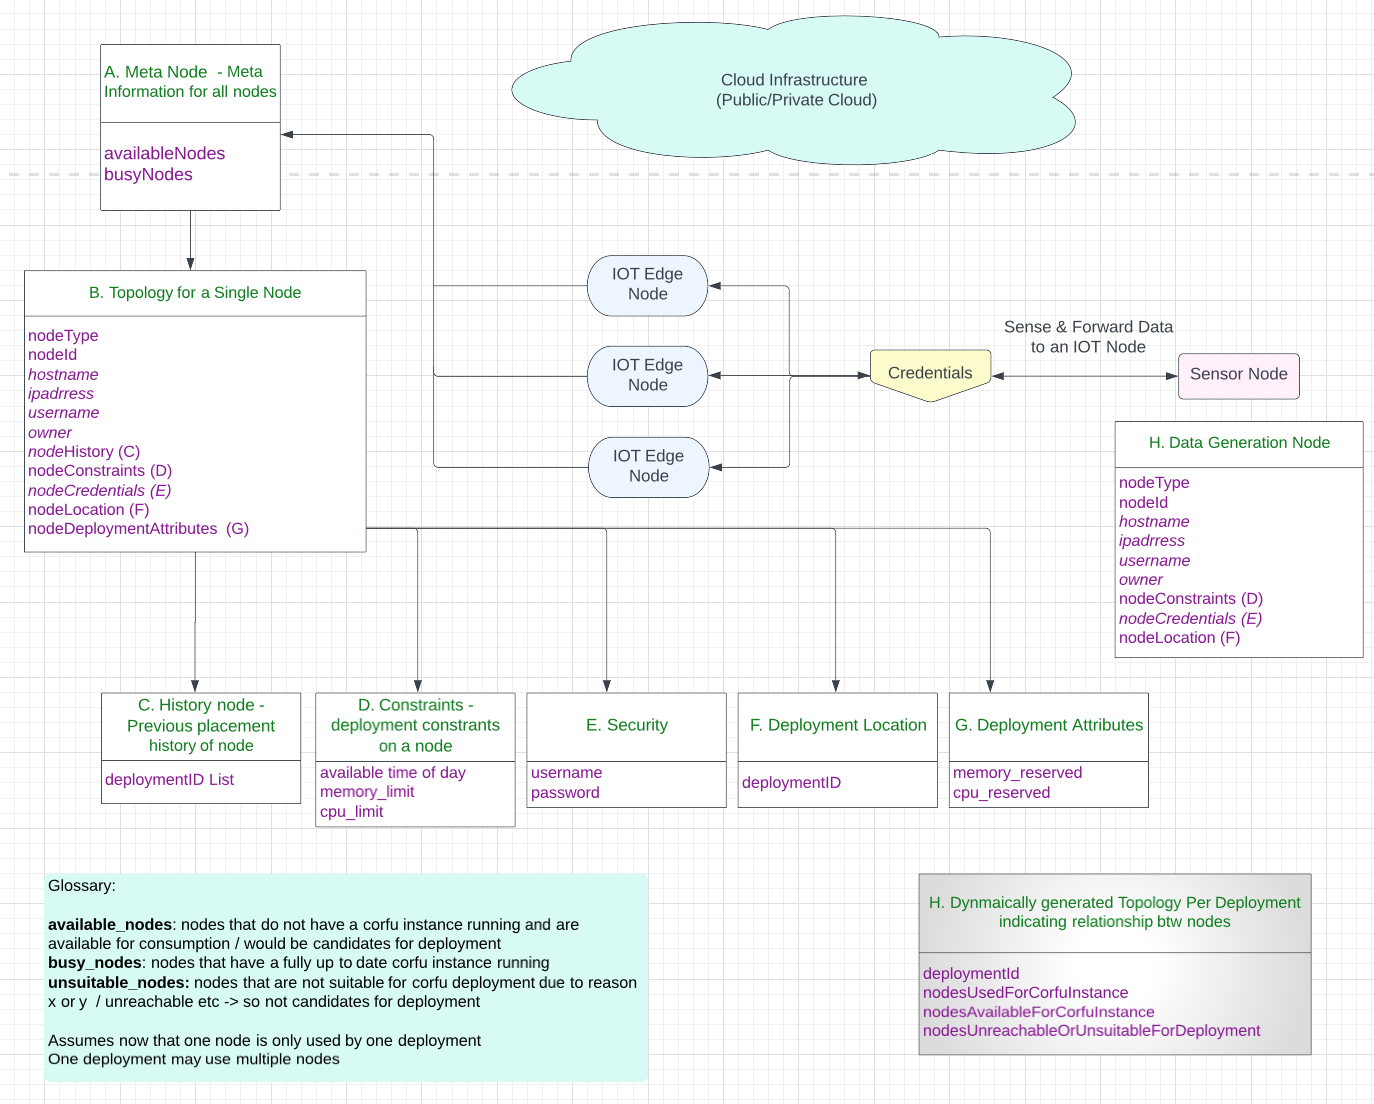 A. Meta Node  - Meta
Information for all nodes
availableNodes
busyNodes
Cloud Infrastructure
(Public/Private Cloud)
B. Topology for a Single Node
nodeType
nodeId
hostname
ipadrress
username
owner
nodeHistory (C)
nodeConstraints (D)
nodeCredentials (E)
nodeLocation (F)
nodeDeploymentAttributes  (G)
IOT Edge
Node
IOT Edge
Node
IOT Edge
Node
Credentials
Sense & Forward Data
to an IOT Node
Sensor Node
H. Data Generation Node
nodeType
nodeId
hostname
ipadrress
username
owner
nodeConstraints (D)
nodeCredentials (E)
nodeLocation (F)
C. History node -
Previous placement
history of node
deploymentID List
D. Constraints -
deployment constrants
on a node
available time of day
memory_limit
cpu_limit
E. Security
username
password
F. Deployment Location
deploymentID
G. Deployment Attributes
memory_reserved
cpu_reserved
Glossary:
available_nodes: nodes that do not have a corfu instance running and are
available for consumption / would be candidates for deployment
busy_nodes: nodes that have a fully up to date corfu instance running
unsuitable_nodes: nodes that are not suitable for corfu deployment due to reason
x or y  / unreachable etc -> so not candidates for deployment
Assumes now that one node is only used by one deployment
One deployment may use multiple nodes
H. Dynmaically generated Topology Per Deployment
indicating relationship btw nodes
deploymentId
nodesUsedForCorfuInstance
nodesAvailableForCorfuInstance
nodesUnreachableOrUnsuitableForDeployment